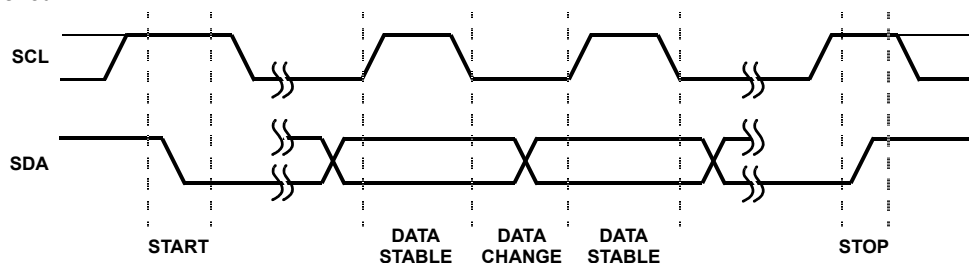 SCL
SDA
START
DATA STABLE
DATA CHANGE
DATA STABLE
STOP